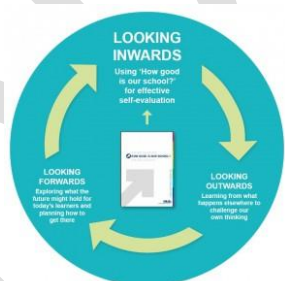 LOOKING
INWARDS
Using 'How good
is our school?'
for effective
self-evaluation
LOOKING
FORWARDS
Exploring what the
future might hold for
today's learners and
planning how to
get there
LOOKING
OUTWARDS
Learning from what
happens elsewhere to
challenge our
own thinking